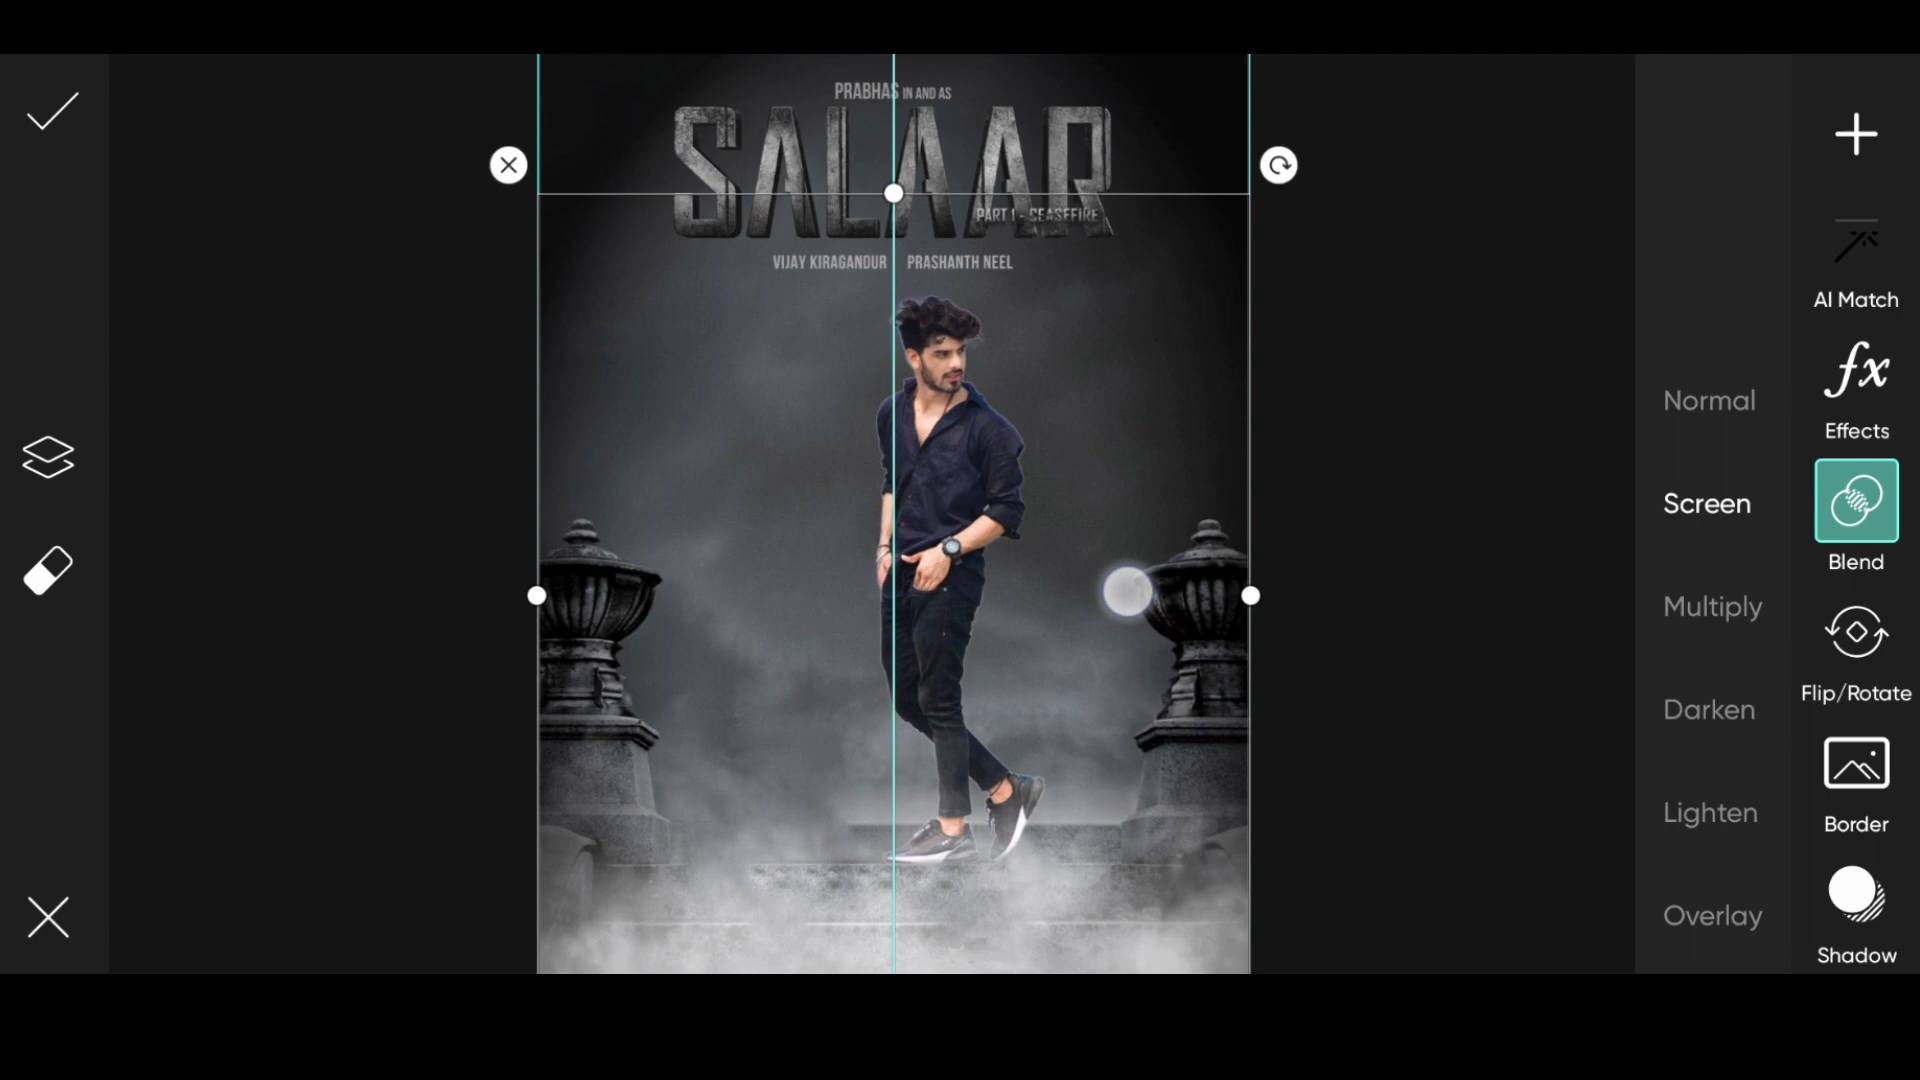 PRABHAS IN AND AS
SALAAR
PART 1 - CEASEFIRE
VIJAY KIRAGANDUR PRASHANTH NEEL
AI Match
fx
Effects
Normal
Screen
Blend
Multiply
Flip/Rotate
Darken
Lighten
Border
Overlay
Shadow